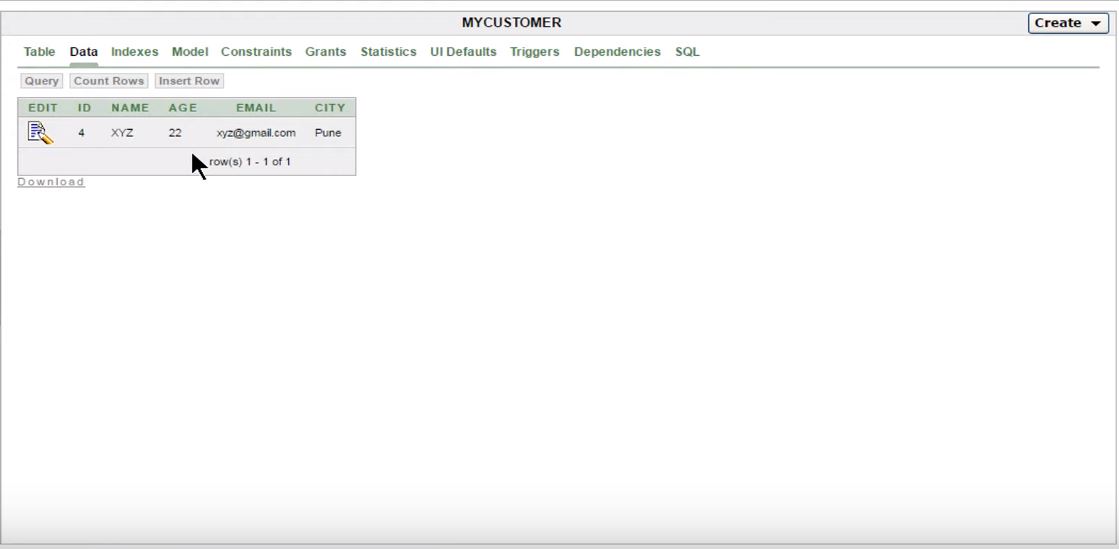 MYCUSTOMER
Create
Table Data Indexes Model Constraints Grants Statistics UI Defaults Triggers Dependencies SQL
Query Count Rows Insert Row
EDIT ID NAME AGE EMAIL CITY
4 XYZ 22 xyz@gmail.com Pune
row(s) 1 - 1 of 1
Download